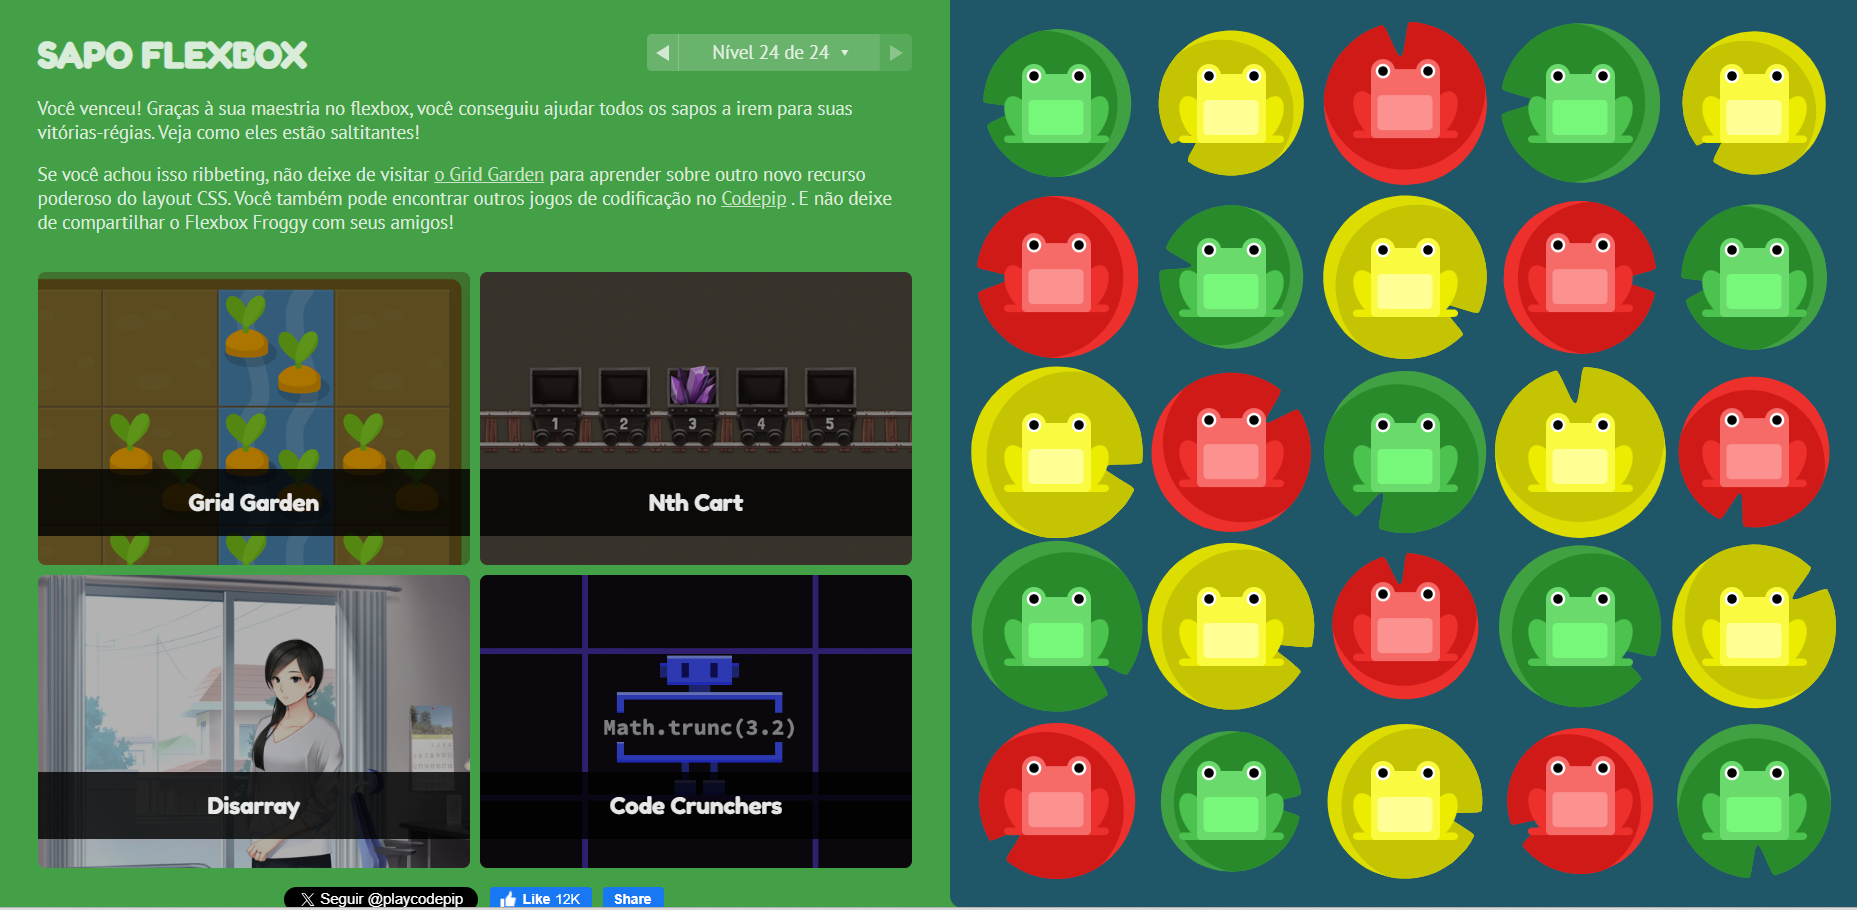 SAPO FLEXBOX
Nível 24 de 24
Você venceu! Graças à sua maestria no flexbox, você conseguiu ajudar todos os sapos a irem para suas
vitórias-régias. Veja como eles estão saltitantes!
Se você achou isso ribbeting, não deixe de visitar o Grid Garden para aprender sobre outro novo recurso
poderoso do layout CSS. Você também pode encontrar outros jogos de codificação no Codepip . E não deixe
de compartilhar o Flexbox Froggy com seus amigos!
Grid Garden
1 2 3 4 5
Nth Cart
Disarray
Math.trunc(3.2)
Code Crunchers
Seguir @playcodepip
Like 12K
Share